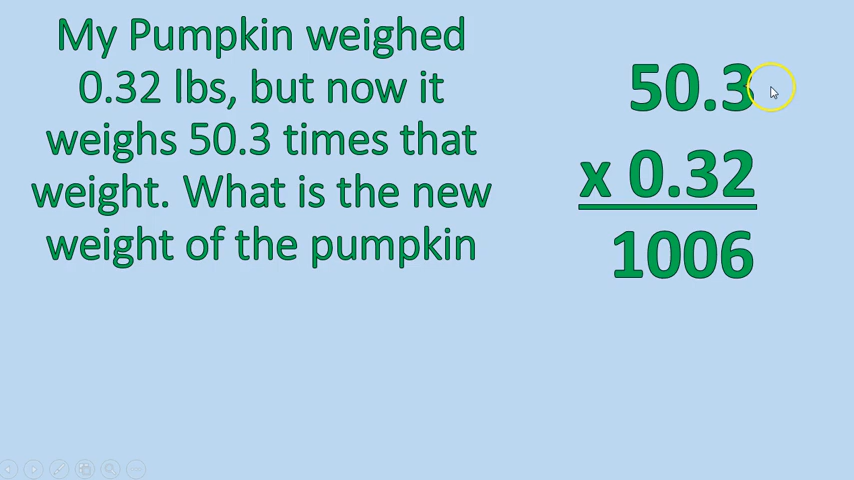 My Pumpkin weighed
0.32 lbs, but now it
weighs 50.3 times that
weight. What is the new
weight of the pumpkin
50.3
x 0.32
1006